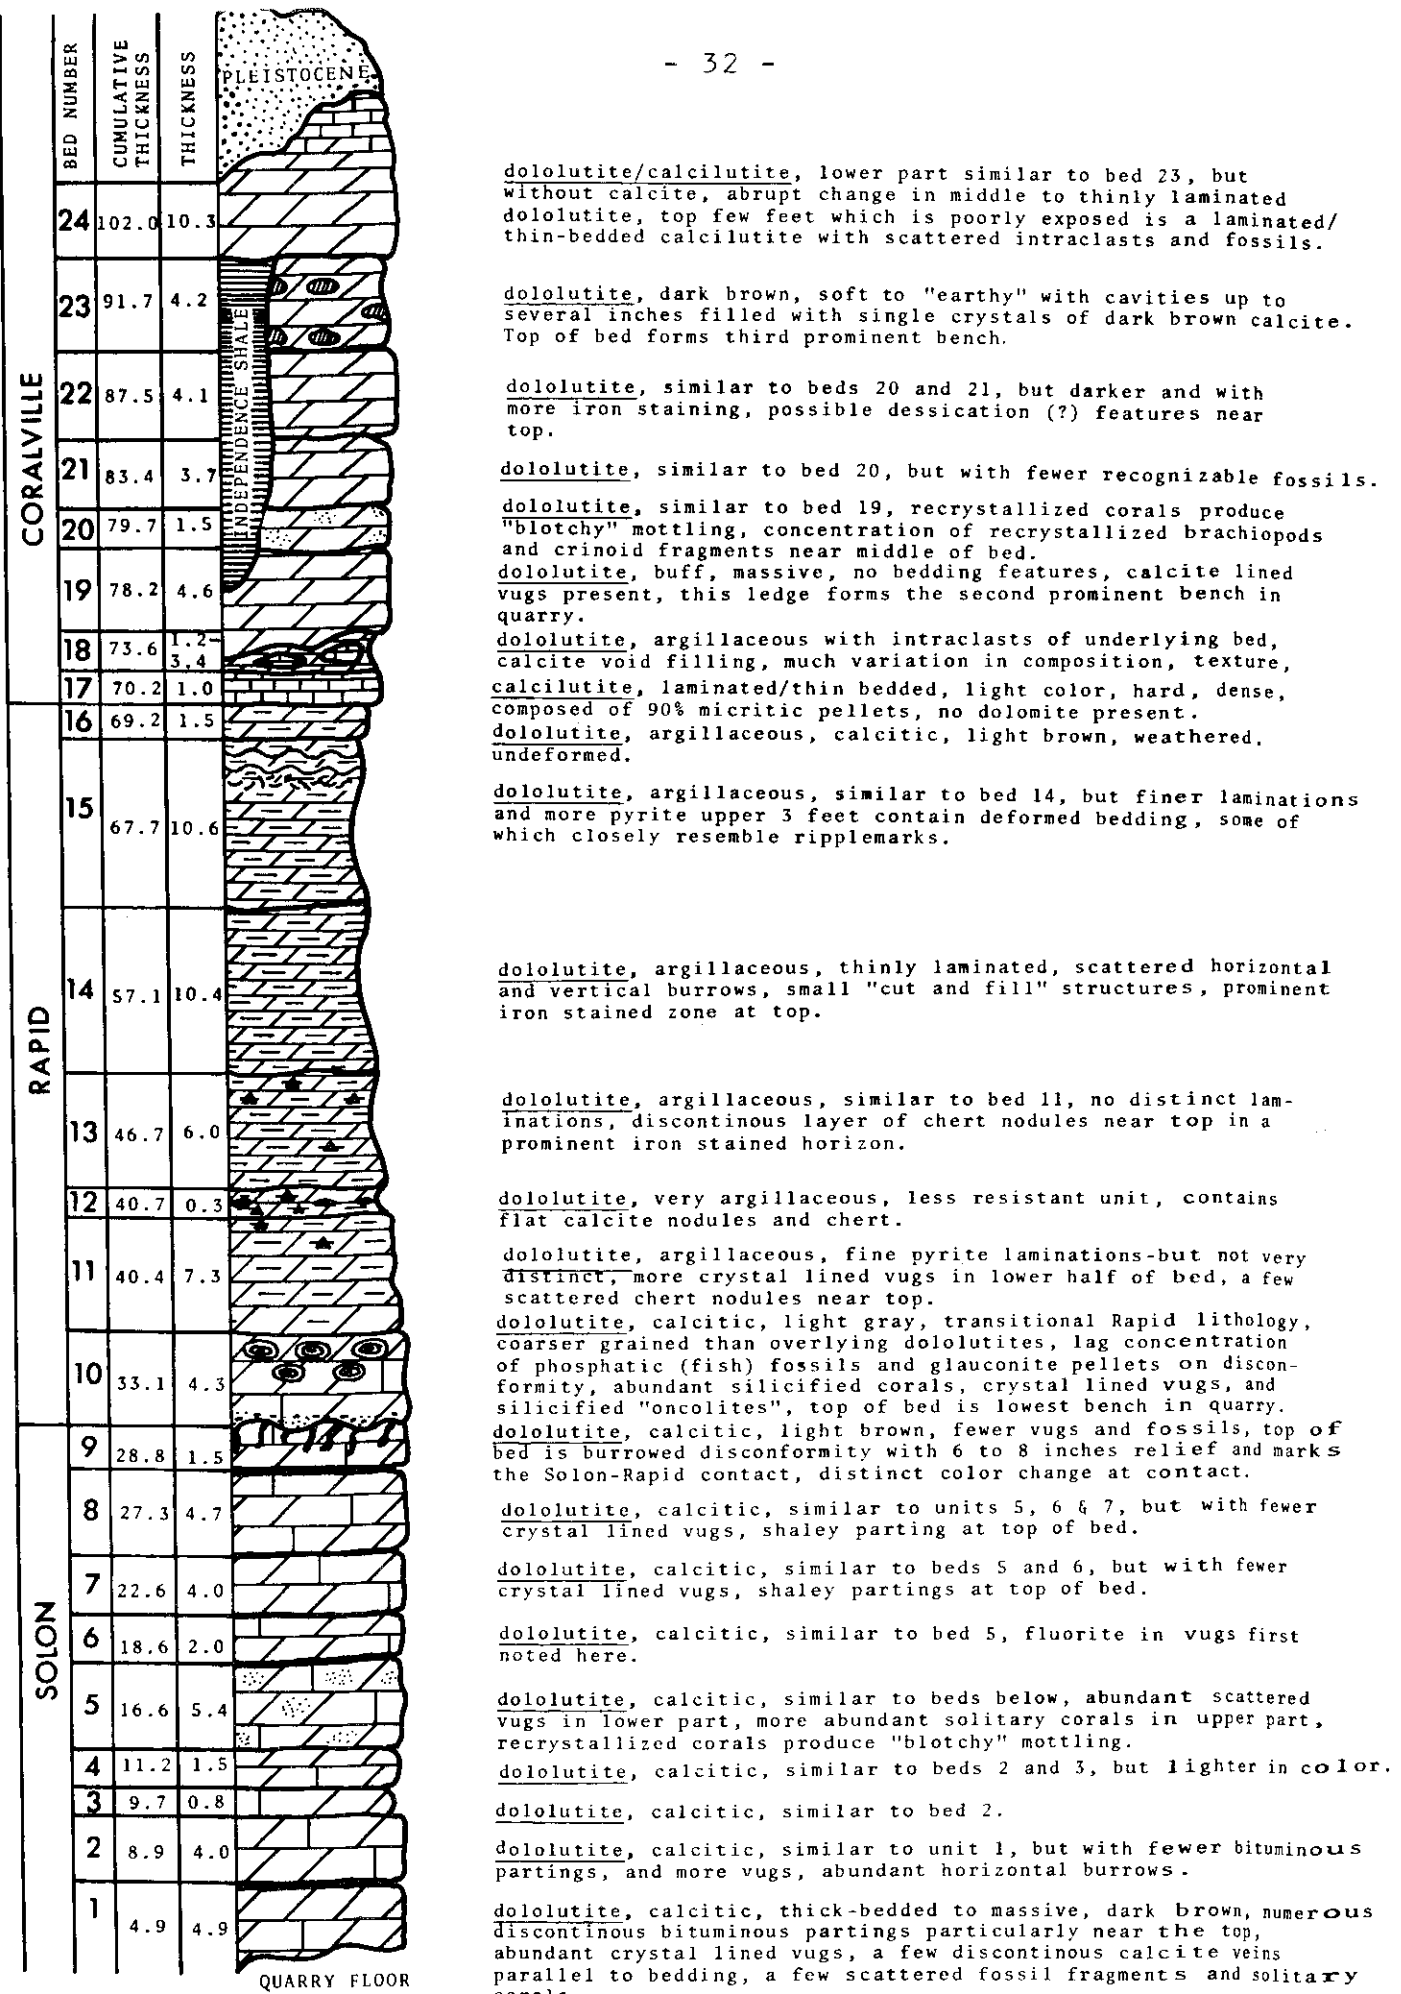 - 32 -
BED NUMBER
CUMULATIVE
THICKNESS
THICKNESS
PLEISTOCENE
CORALVILLE
RAPID
SOLON
INDEPENDENCE SHALE
24 102.0 10.3
dololutite/calcilutite, lower part similar to bed 23, but
without calcite, abrupt change in middle to thinly laminated
dololutite, top few feet which is poorly exposed is a laminated/
thin-bedded calcilutite with scattered intraclasts and fossils.
23 91.7 4.2
dololutite, dark brown, soft to "earthy" with cavities up to
several inches filled with single crystals of dark brown calcite.
Top of bed forms third prominent bench.
22 87.5 4.1
dololutite, similar to beds 20 and 21, but darker and with
more iron staining, possible dessication (?) features near
top.
21 83.4 3.7
dololutite, similar to bed 20, but with fewer recognizable fossils.
20 79.7 1.5
dololutite, similar to bed 19, recrystallized corals produce
"blotchy" mottling, concentration of recrystallized brachiopods
and crinoid fragments near middle of bed.
19 78.2 4.6
dololutite, buff, massive, no bedding features, calcite lined
vugs present, this ledge forms the second prominent bench in
quarry.
18 73.6 1.2-
3.4
dololutite, argillaceous with intraclasts of underlying bed,
calcite void filling, much variation in composition, texture,
17 70.2 1.0
calcilutite, laminated/thin bedded, light color, hard, dense,
composed of 90% micritic pellets, no dolomite present.
16 69.2 1.5
dololutite, argillaceous, calcitic, light brown, weathered,
undeformed.
15 67.7 10.6
dololutite, argillaceous, similar to bed 14, but finer laminations
and more pyrite upper 3 feet contain deformed bedding, some of
which closely resemble ripplemarks.
14 57.1 10.4
dololutite, argillaceous, thinly laminated, scattered horizontal
and vertical burrows, small "cut and fill" structures, prominent
iron stained zone at top.
13 46.7 6.0
dololutite, argillaceous, similar to bed 11, no distinct lam-
inations, discontinous layer of chert nodules near top in a
prominent iron stained horizon.
12 40.7 0.3
dololutite, very argillaceous, less resistant unit, contains
flat calcite nodules and chert.
11 40.4 7.3
dololutite, argillaceous, fine pyrite laminations-but not very
distinct, more crystal lined vugs in lower half of bed, a few
scattered chert nodules near top.
10 33.1 4.3
dololutite, calcitic, light gray, transitional Rapid lithology,
coarser grained than overlying dololutites, lag concentration
of phosphatic (fish) fossils and glauconite pellets on discon-
formity, abundant silicified corals, crystal lined vugs, and
silicified "oncolites", top of bed is lowest bench in quarry.
9 28.8 1.5
dololutite, calcitic, light brown, fewer vugs and fossils, top of
bed is burrowed disconformity with 6 to 8 inches relief and marks
the Solon-Rapid contact, distinct color change at contact.
8 27.3 4.7
dololutite, calcitic, similar to units 5, 6 & 7, but with fewer
crystal lined vugs, shaley parting at top of bed.
7 22.6 4.0
dololutite, calcitic, similar to beds 5 and 6, but with fewer
crystal lined vugs, shaley partings at top of bed.
6 18.6 2.0
dololutite, calcitic, similar to bed 5, fluorite in vugs first
noted here.
5 16.6 5.4
dololutite, calcitic, similar to beds below, abundant scattered
vugs in lower part, more abundant solitary corals in upper part,
recrystallized corals produce "blotchy" mottling.
4 11.2 1.5
dololutite, calcitic, similar to beds 2 and 3, but lighter in color.
3 9.7 0.8
dololutite, calcitic, similar to bed 2.
2 8.9 4.0
dololutite, calcitic, similar to unit 1, but with fewer bituminous
partings, and more vugs, abundant horizontal burrows.
1 4.9 4.9
dololutite, calcitic, thick-bedded to massive, dark brown, numerous
discontinous bituminous partings particularly near the top,
abundant crystal lined vugs, a few discontinous calcite veins
parallel to bedding, a few scattered fossil fragments and solitary
QUARRY FLOOR